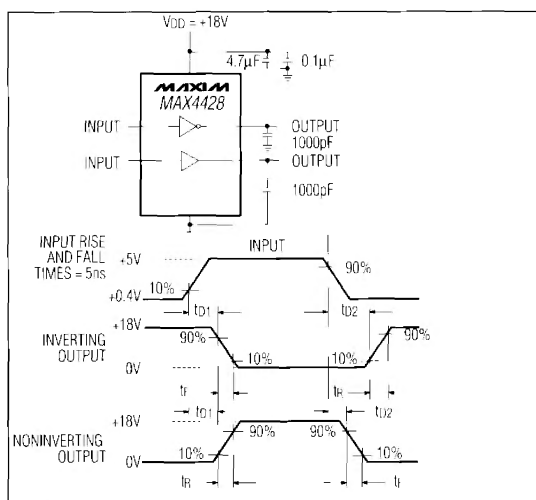 VDD = +18V
4.7µF
0.1µF
MAXIM
MAX4428
INPUT
OUTPUT
1000pF
INPUT
OUTPUT
1000pF
INPUT RISE
AND FALL
TIMES = 5ns
+5V
INPUT
90%
10%
+0.4V
tD1
tD2
+18V
INVERTING
OUTPUT
90%
90%
10%
10%
0V
tF
tR
tD1
tD2
+18V
NONINVERTING
OUTPUT
90%
90%
10%
10%
0V
tR
tF